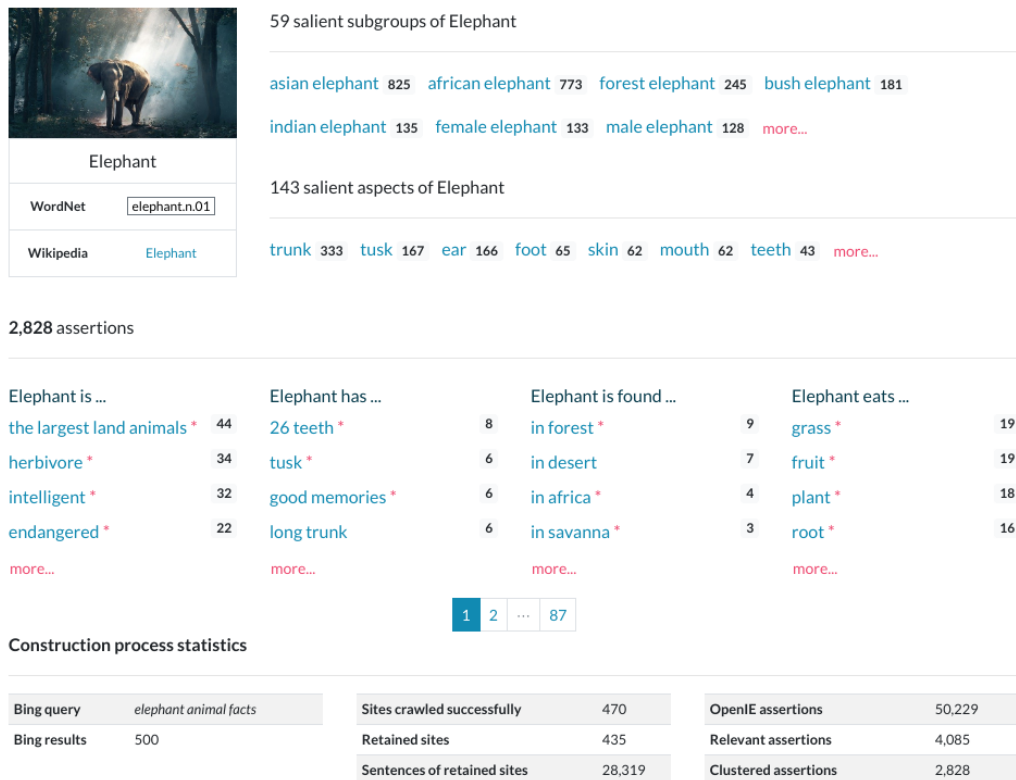 59 salient subgroups of Elephant
asian elephant 825 african elephant 773 forest elephant 245 bush elephant 181
indian elephant 135 female elephant 133 male elephant 128 more...
Elephant
WordNet elephant.n.01
Wikipedia Elephant
143 salient aspects of Elephant
trunk 333 tusk 167 ear 166 foot 65 skin 62 mouth 62 teeth 43 more...
2,828 assertions
Elephant is ...
the largest land animals * 44
herbivore * 34
intelligent * 32
endangered * 22
more...
Elephant has ...
26 teeth * 8
tusk * 6
good memories * 6
long trunk 6
more...
Elephant is found ...
in forest * 9
in desert 7
in africa * 4
in savanna * 3
more...
Elephant eats ...
grass * 19
fruit * 19
plant * 18
root * 16
more...
1 2 ... 87
Construction process statistics
Bing query elephant animal facts
Bing results 500
Sites crawled successfully 470
Retained sites 435
Sentences of retained sites 28,319
OpenIE assertions 50,229
Relevant assertions 4,085
Clustered assertions 2,828